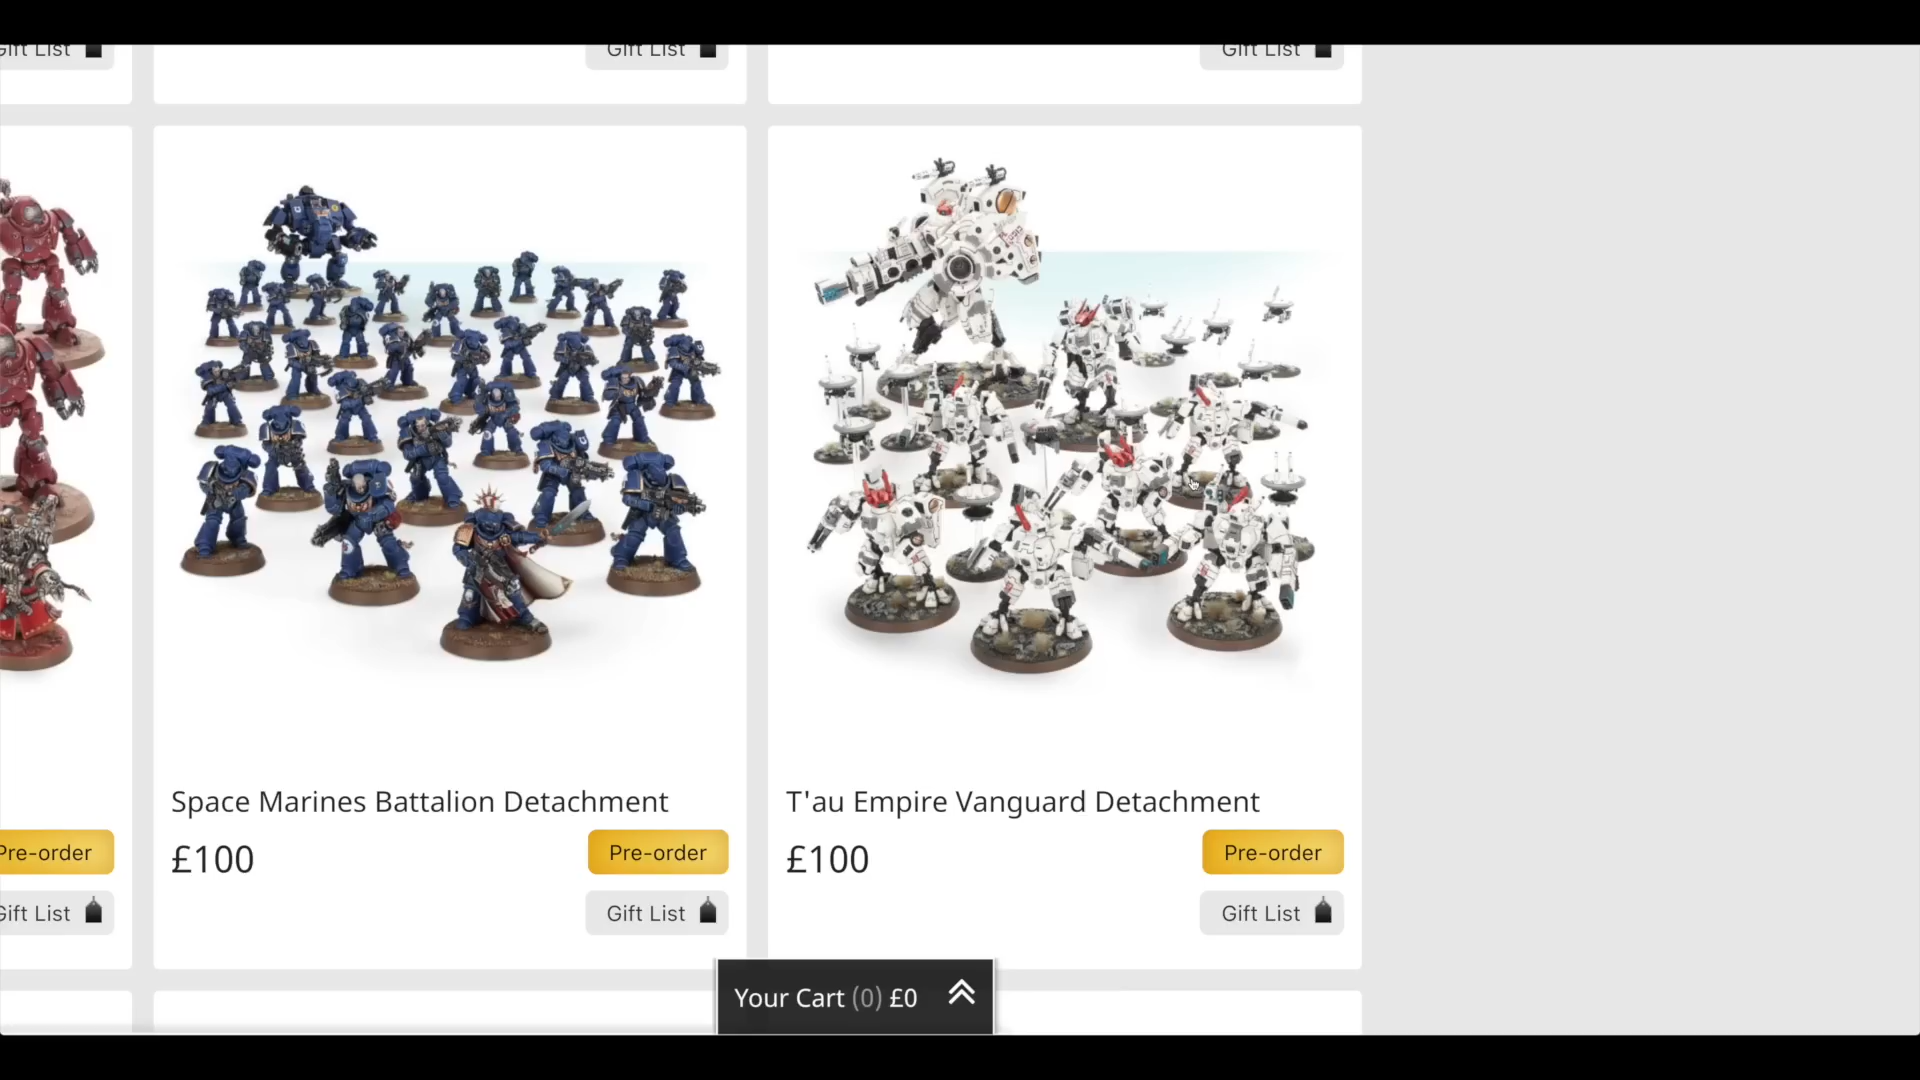 Gift List
Gift List
Gift List
Space Marines Battalion Detachment
T'au Empire Vanguard Detachment
Pre-order
£100
Pre-order
£100
Pre-order
Gift List
Gift List
Gift List
Your Cart (0) £0